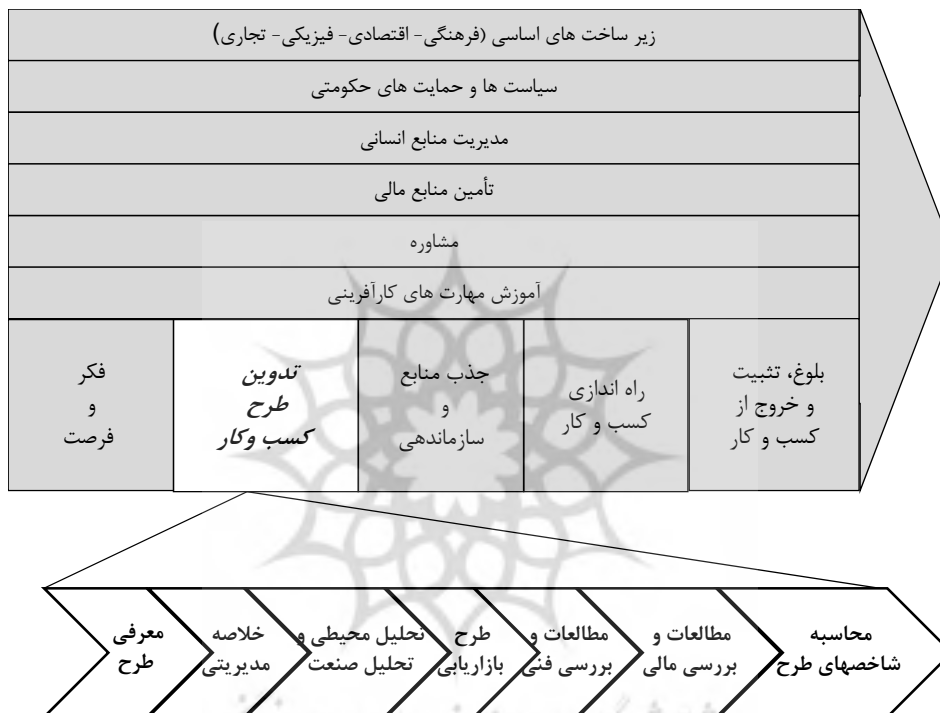 زیر ساخت های اساسی (فرهنگی- اقتصادی- فیزیکی- تجاری)
سیاست ها و حمایت های حکومتی
مدیریت منابع انسانی
تأمین منابع مالی
مشاوره
آموزش مهارت های کارآفرینی
فکر
و
فرصت
تدوین
طرح
کسب وکار
جذب منابع
و
سازماندهی
راه اندازی
کسب و کار
بلوغ، تثبیت
و خروج از
کسب و کار
معرفی
طرح
خلاصه
مدیریتی
تحلیل محیطی و
تحلیل صنعت
طرح
بازاریابی
مطالعات و
بررسی فنی
مطالعات و
بررسی مالی
محاسبه
شاخصهای طرح